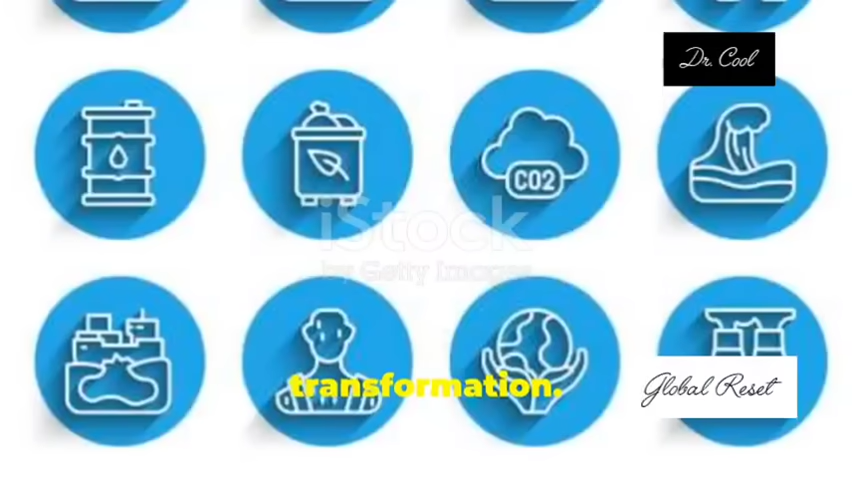 Dr. Cool
CO2
iStock
by Getty Images
transformation.
Global Reset